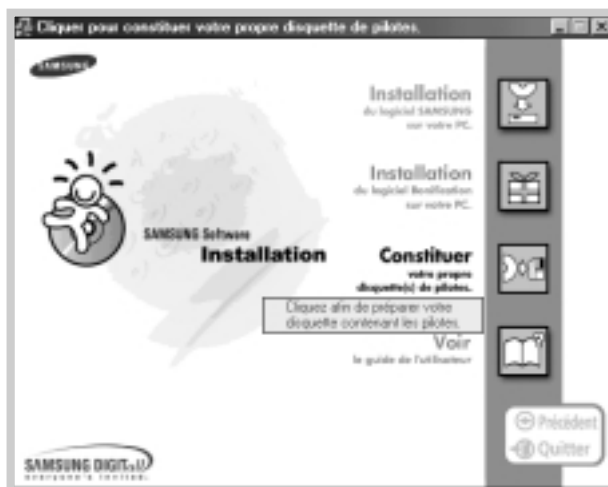 Cliquer pour constituer votre propre disquette de pilotes.
SAMSUNG
Installation
du logiciel SAMSUNG
sur votre PC.
Installation
du logiciel Bonification
sur votre PC.
SAMSUNG Software
Installation
Constituer
votre propre
disquette(s) de pilotes.
Cliquez afin de préparer votre
disquette contenant les pilotes.
Voir
le guide de l'utilisateur
Précédent
Quitter
SAMSUNG DIGITall
everyone's invited.